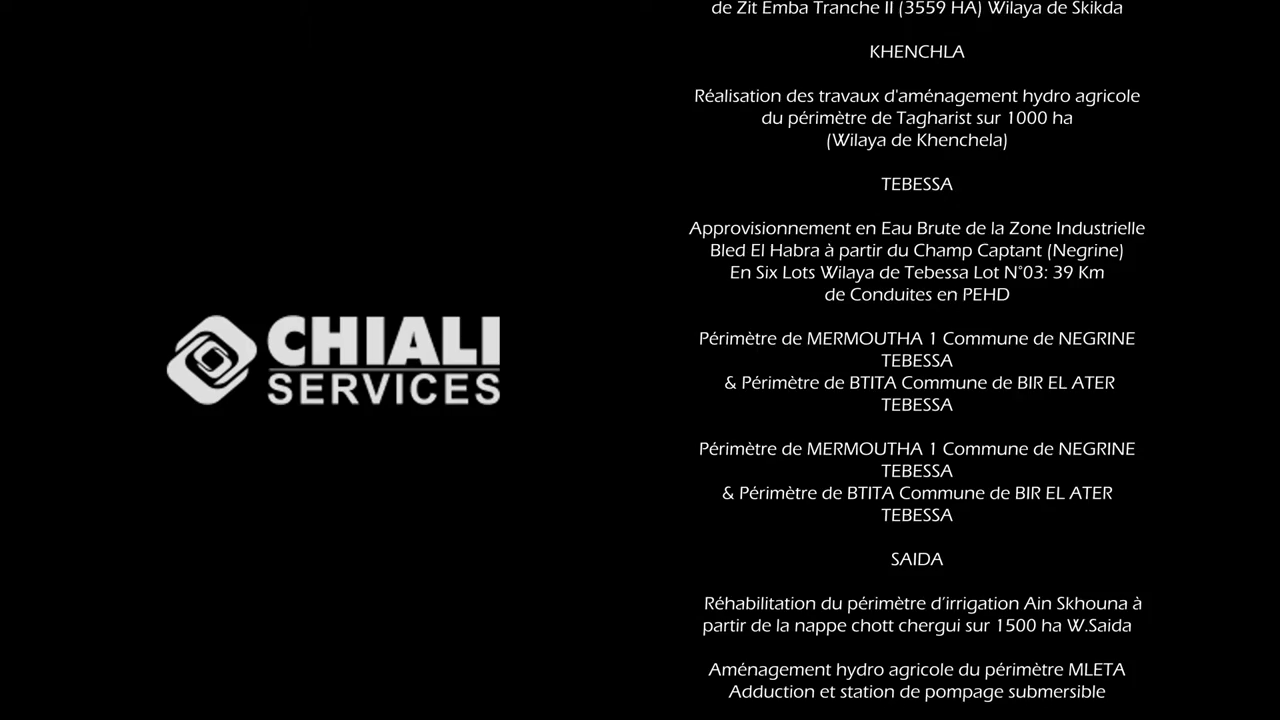 CHIALI
SERVICES
de Zit Emba Tranche II (3559 HA) Wilaya de Skikda
KHENCHLA
Réalisation des travaux d'aménagement hydro agricole
du périmètre de Tagharist sur 1000 ha
(Wilaya de Khenchela)
TEBESSA
Approvisionnement en Eau Brute de la Zone Industrielle
Bled El Habra à partir du Champ Captant (Negrine)
En Six Lots Wilaya de Tebessa Lot N°03: 39 Km
de Conduites en PEHD
Périmètre de MERMOUTHA 1 Commune de NEGRINE
TEBESSA
& Périmètre de BTITA Commune de BIR EL ATER
TEBESSA
Périmètre de MERMOUTHA 1 Commune de NEGRINE
TEBESSA
& Périmètre de BTITA Commune de BIR EL ATER
TEBESSA
SAIDA
Réhabilitation du périmètre d’irrigation Ain Skhouna à
partir de la nappe chott chergui sur 1500 ha W.Saida
Aménagement hydro agricole du périmètre MLETA
Adduction et station de pompage submersible